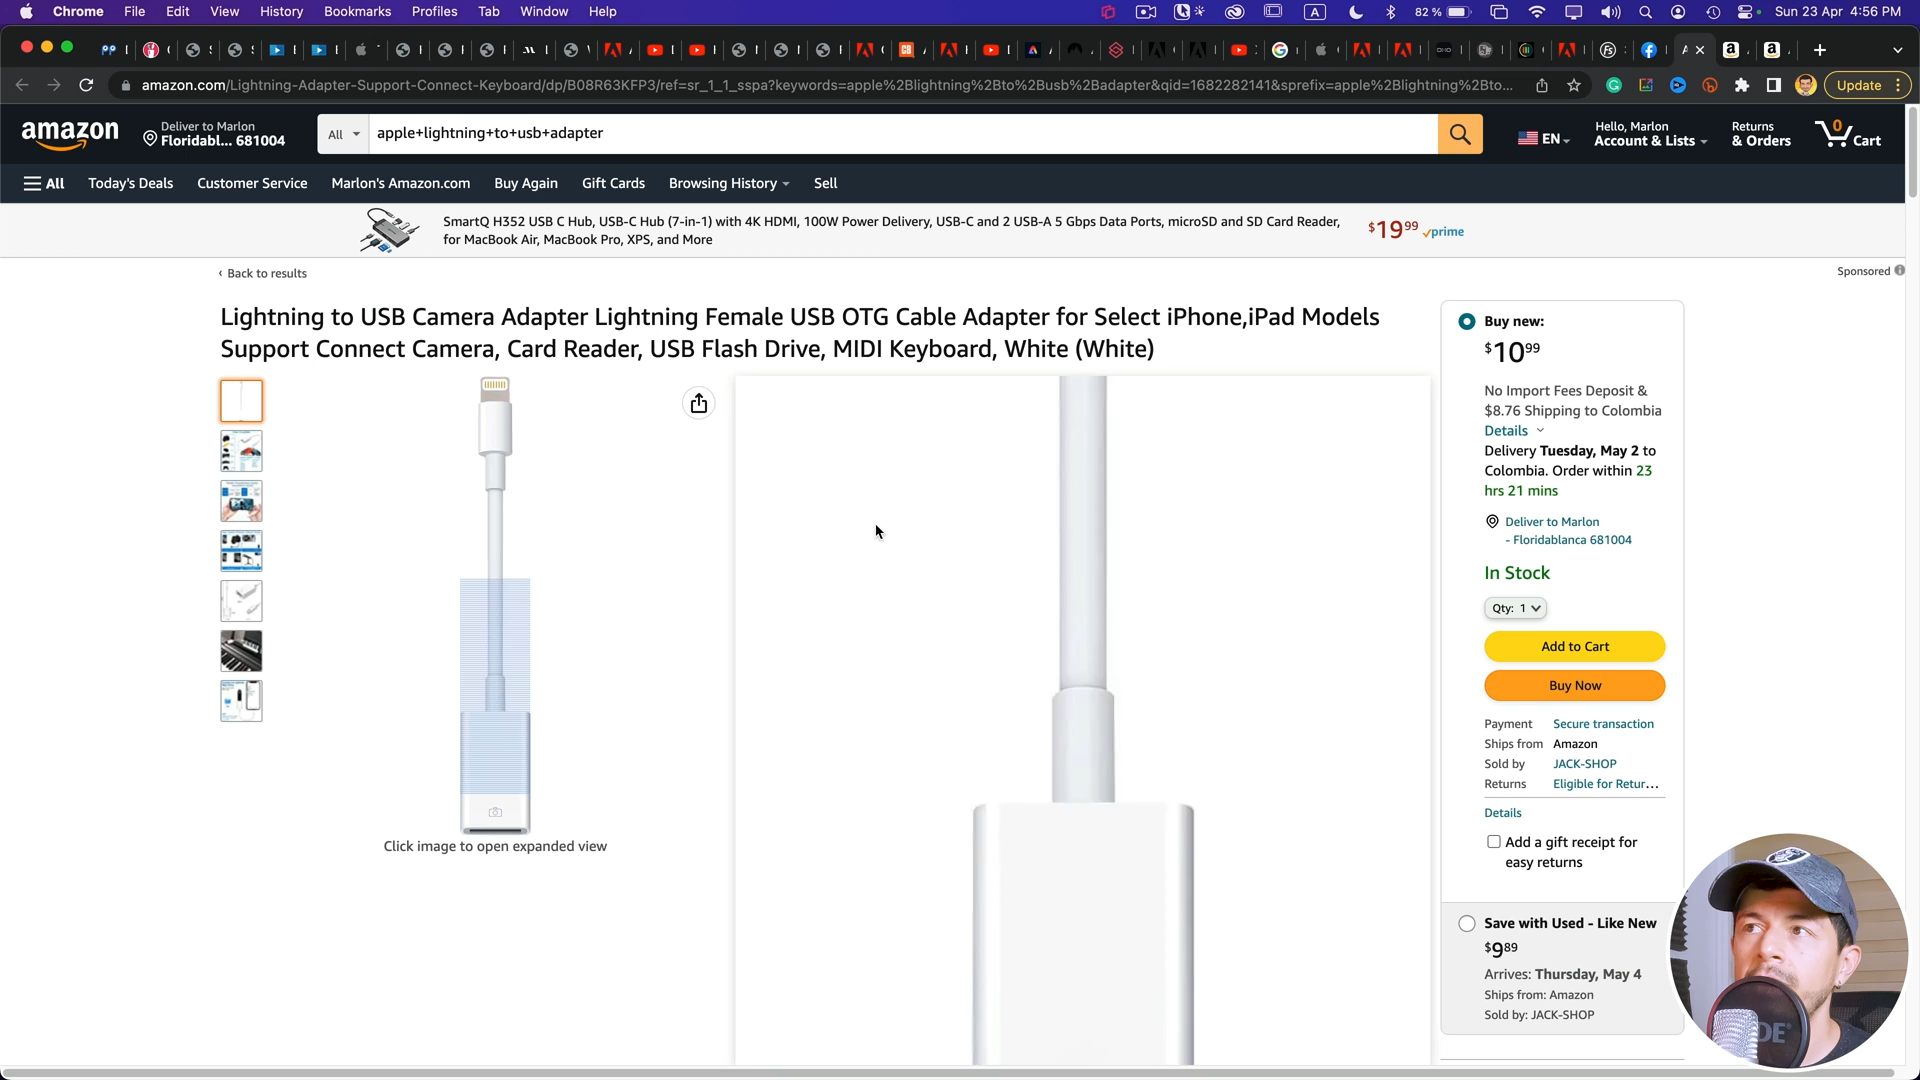 Chrome File Edit View History Bookmarks Profiles Tab Window Help
82 % Sun 23 Apr 4:56 PM
amazon.com/Lightning-Adapter-Support-Connect-Keyboard/dp/B08R63KFP3/ref=sr_1_1_sspa?keywords=apple%2Blightning%2Bto%2Busb%2Badapter&qid=1682282141&sprefix=apple%2Blightning%2Bto...
Update
amazon
Deliver to Marlon
Floridabl... 681004
All
apple+lightning+to+usb+adapter
EN
Hello, Marlon
Account & Lists
Returns
& Orders
0
Cart
All Today's Deals Customer Service Marlon's Amazon.com Buy Again Gift Cards Browsing History Sell
SmartQ H352 USB C Hub, USB-C Hub (7-in-1) with 4K HDMI, 100W Power Delivery, USB-C and 2 USB-A 5 Gbps Data Ports, microSD and SD Card Reader,
for MacBook Air, MacBook Pro, XPS, and More
$19 99 prime
‹ Back to results
Sponsored
Lightning to USB Camera Adapter Lightning Female USB OTG Cable Adapter for Select iPhone,iPad Models
Support Connect Camera, Card Reader, USB Flash Drive, MIDI Keyboard, White (White)
Click image to open expanded view
Buy new:
$10 99
No Import Fees Deposit &
$8.76 Shipping to Colombia
Details
Delivery Tuesday, May 2 to
Colombia. Order within 23
hrs 21 mins
Deliver to Marlon
- Floridablanca 681004
In Stock
Qty: 1
Add to Cart
Buy Now
Payment Secure transaction
Ships from Amazon
Sold by JACK-SHOP
Returns Eligible for Retur...
Details
Add a gift receipt for
easy returns
Save with Used - Like New
$9 89
Arrives: Thursday, May 4
Ships from: Amazon
Sold by: JACK-SHOP